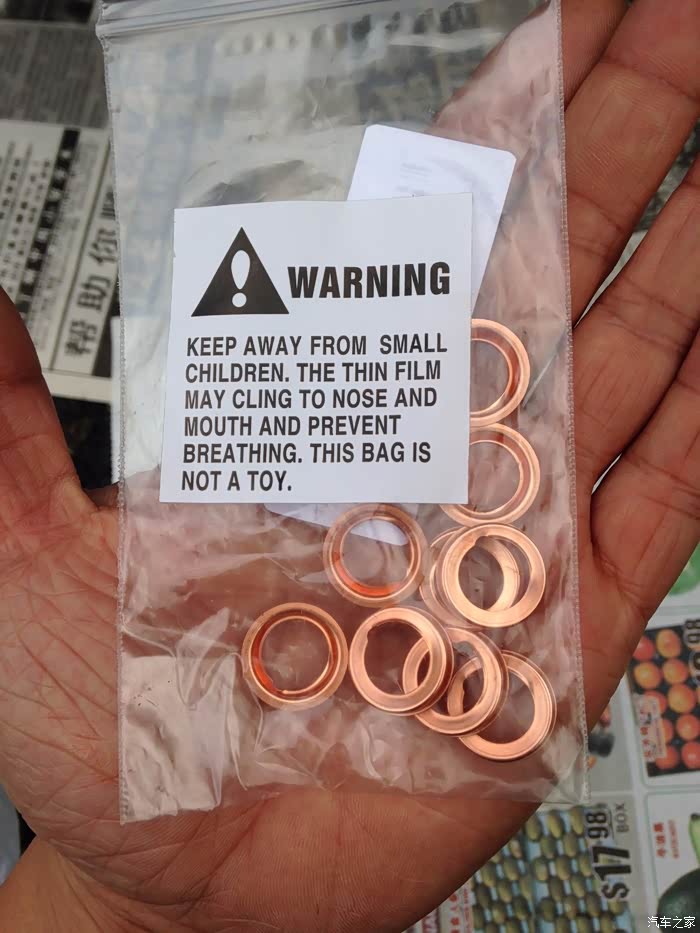 WARNING
KEEP AWAY FROM SMALL
CHILDREN. THE THIN FILM
MAY CLING TO NOSE AND
MOUTH AND PREVENT
BREATHING. THIS BAG IS
NOT A TOY.
帮助你
$17.98
BOX
汽车之家